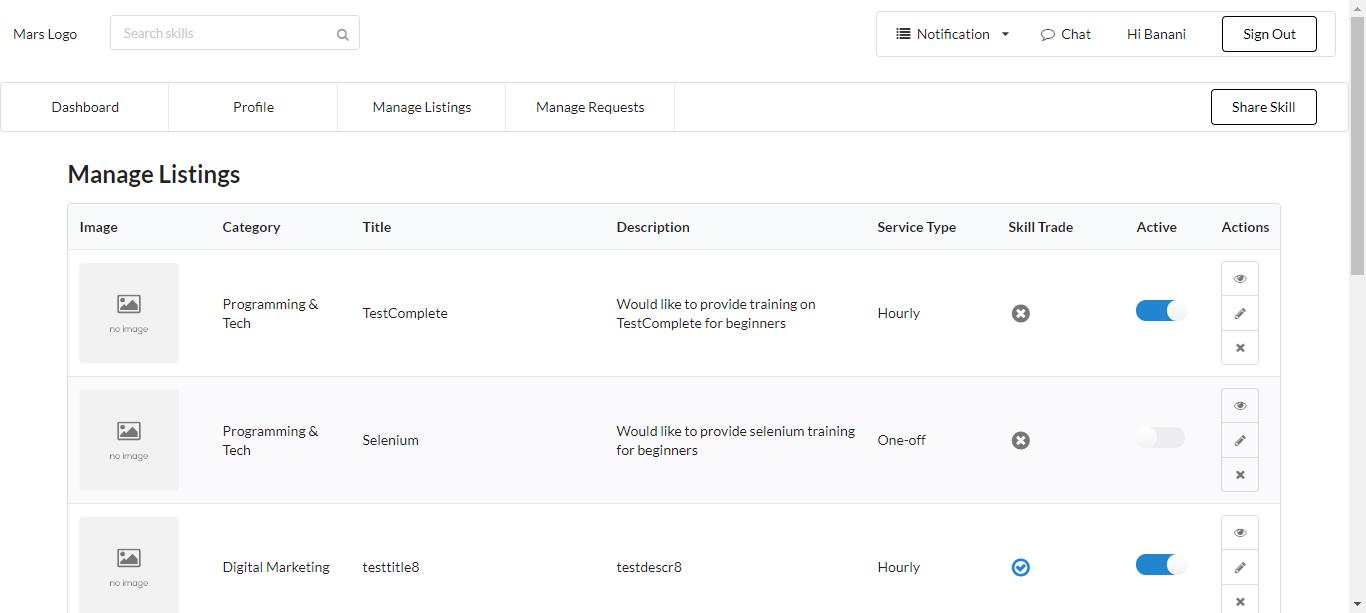 Mars Logo
Search skills
Notification
Chat
Hi Banani
Sign Out
Dashboard
Profile
Manage Listings
Manage Requests
Share Skill
Manage Listings
Image
Category
Title
Description
Service Type
Skill Trade
Active
Actions
no image
Programming &
Tech
TestComplete
Would like to provide training on
TestComplete for beginners
Hourly
no image
Programming &
Tech
Selenium
Would like to provide selenium training
for beginners
One-off
no image
Digital Marketing
testtitle8
testdescr8
Hourly